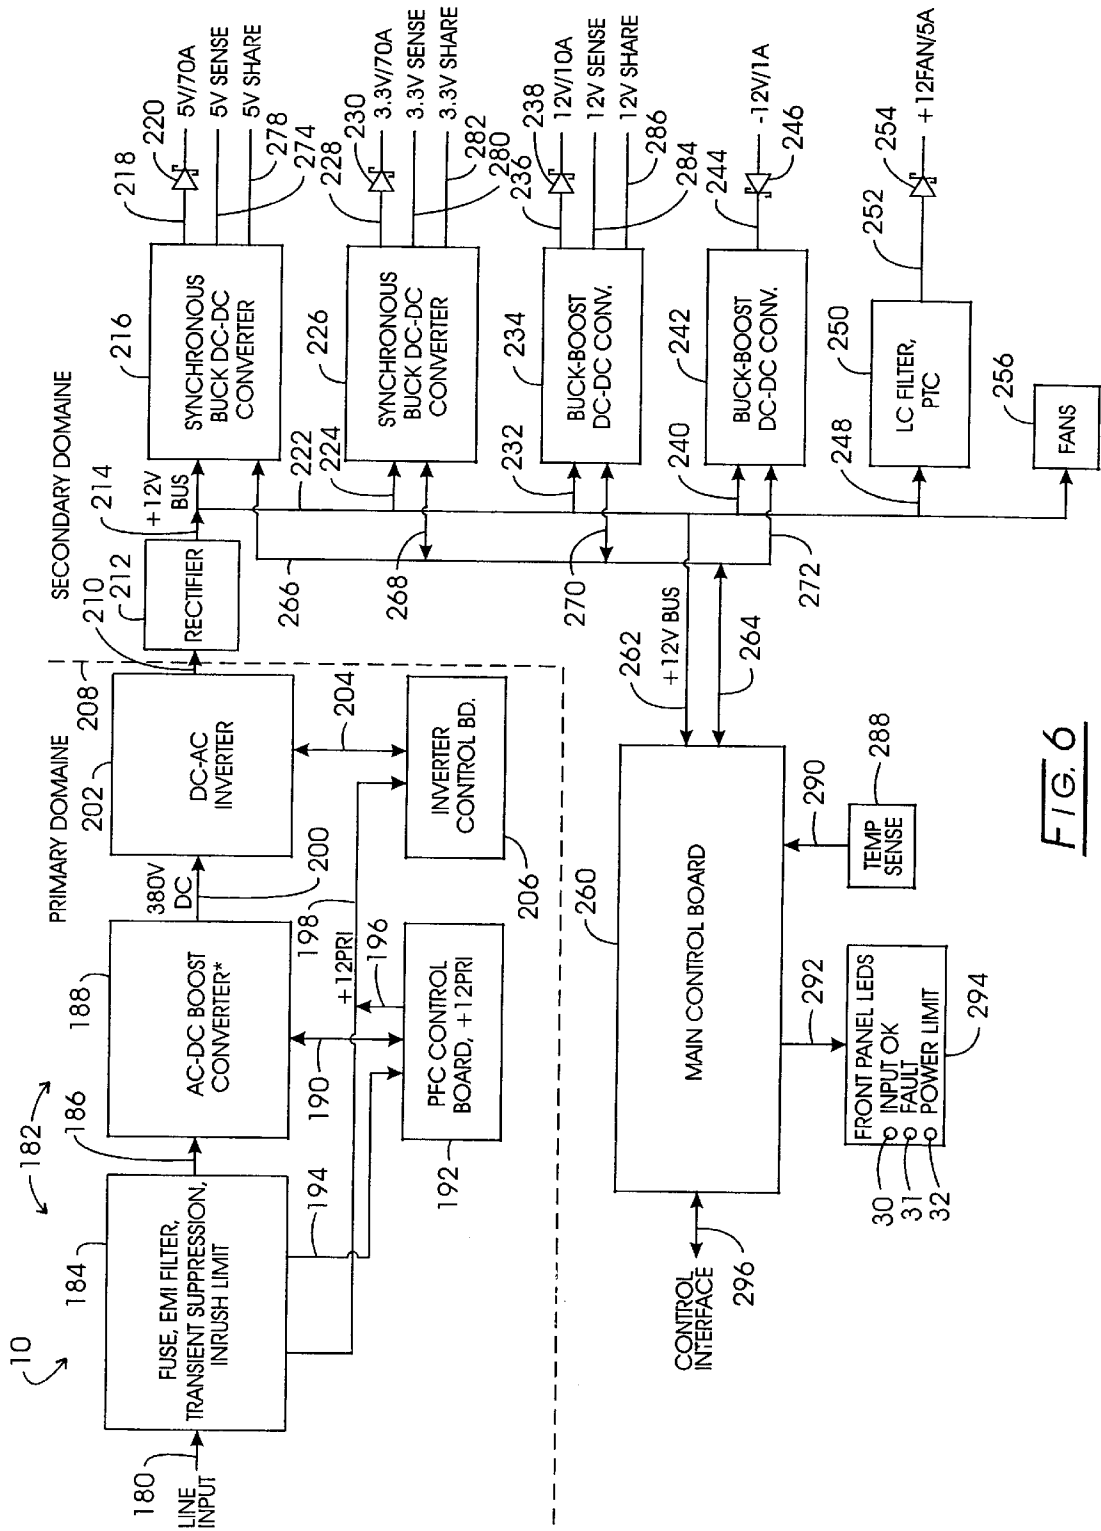 10
182
PRIMARY DOMAINE
SECONDARY DOMAINE
180
LINE
INPUT
184
FUSE, EMI FILTER,
TRANSIENT SUPPRESSION,
INRUSH LIMIT
186
188
AC-DC BOOST
CONVERTER*
380V
DC
200
202
DC-AC
INVERTER
208
210
212
RECTIFIER
214
+12V
BUS
194
190
192
PFC CONTROL
BOARD, +12PRI
196
+12PRI
198
204
206
INVERTER
CONTROL BD.
216
SYNCHRONOUS
BUCK DC-DC
CONVERTER
218
220
5V/70A
5V SENSE
5V SHARE
274
278
222
224
226
SYNCHRONOUS
BUCK DC-DC
CONVERTER
228
230
3.3V/70A
3.3V SENSE
3.3V SHARE
280
282
232
234
BUCK-BOOST
DC-DC CONV.
236
238
12V/10A
12V SENSE
12V SHARE
284
286
240
242
BUCK-BOOST
DC-DC CONV.
244
246
-12V/1A
248
250
LC FILTER,
PTC
252
254
+12FAN/5A
256
FANS
266
268
270
272
262
+12V BUS
264
260
MAIN CONTROL BOARD
CONTROL
INTERFACE
296
292
FRONT PANEL LEDS
INPUT OK
FAULT
POWER LIMIT
30
31
32
294
290
TEMP
SENSE
288
FIG. 6